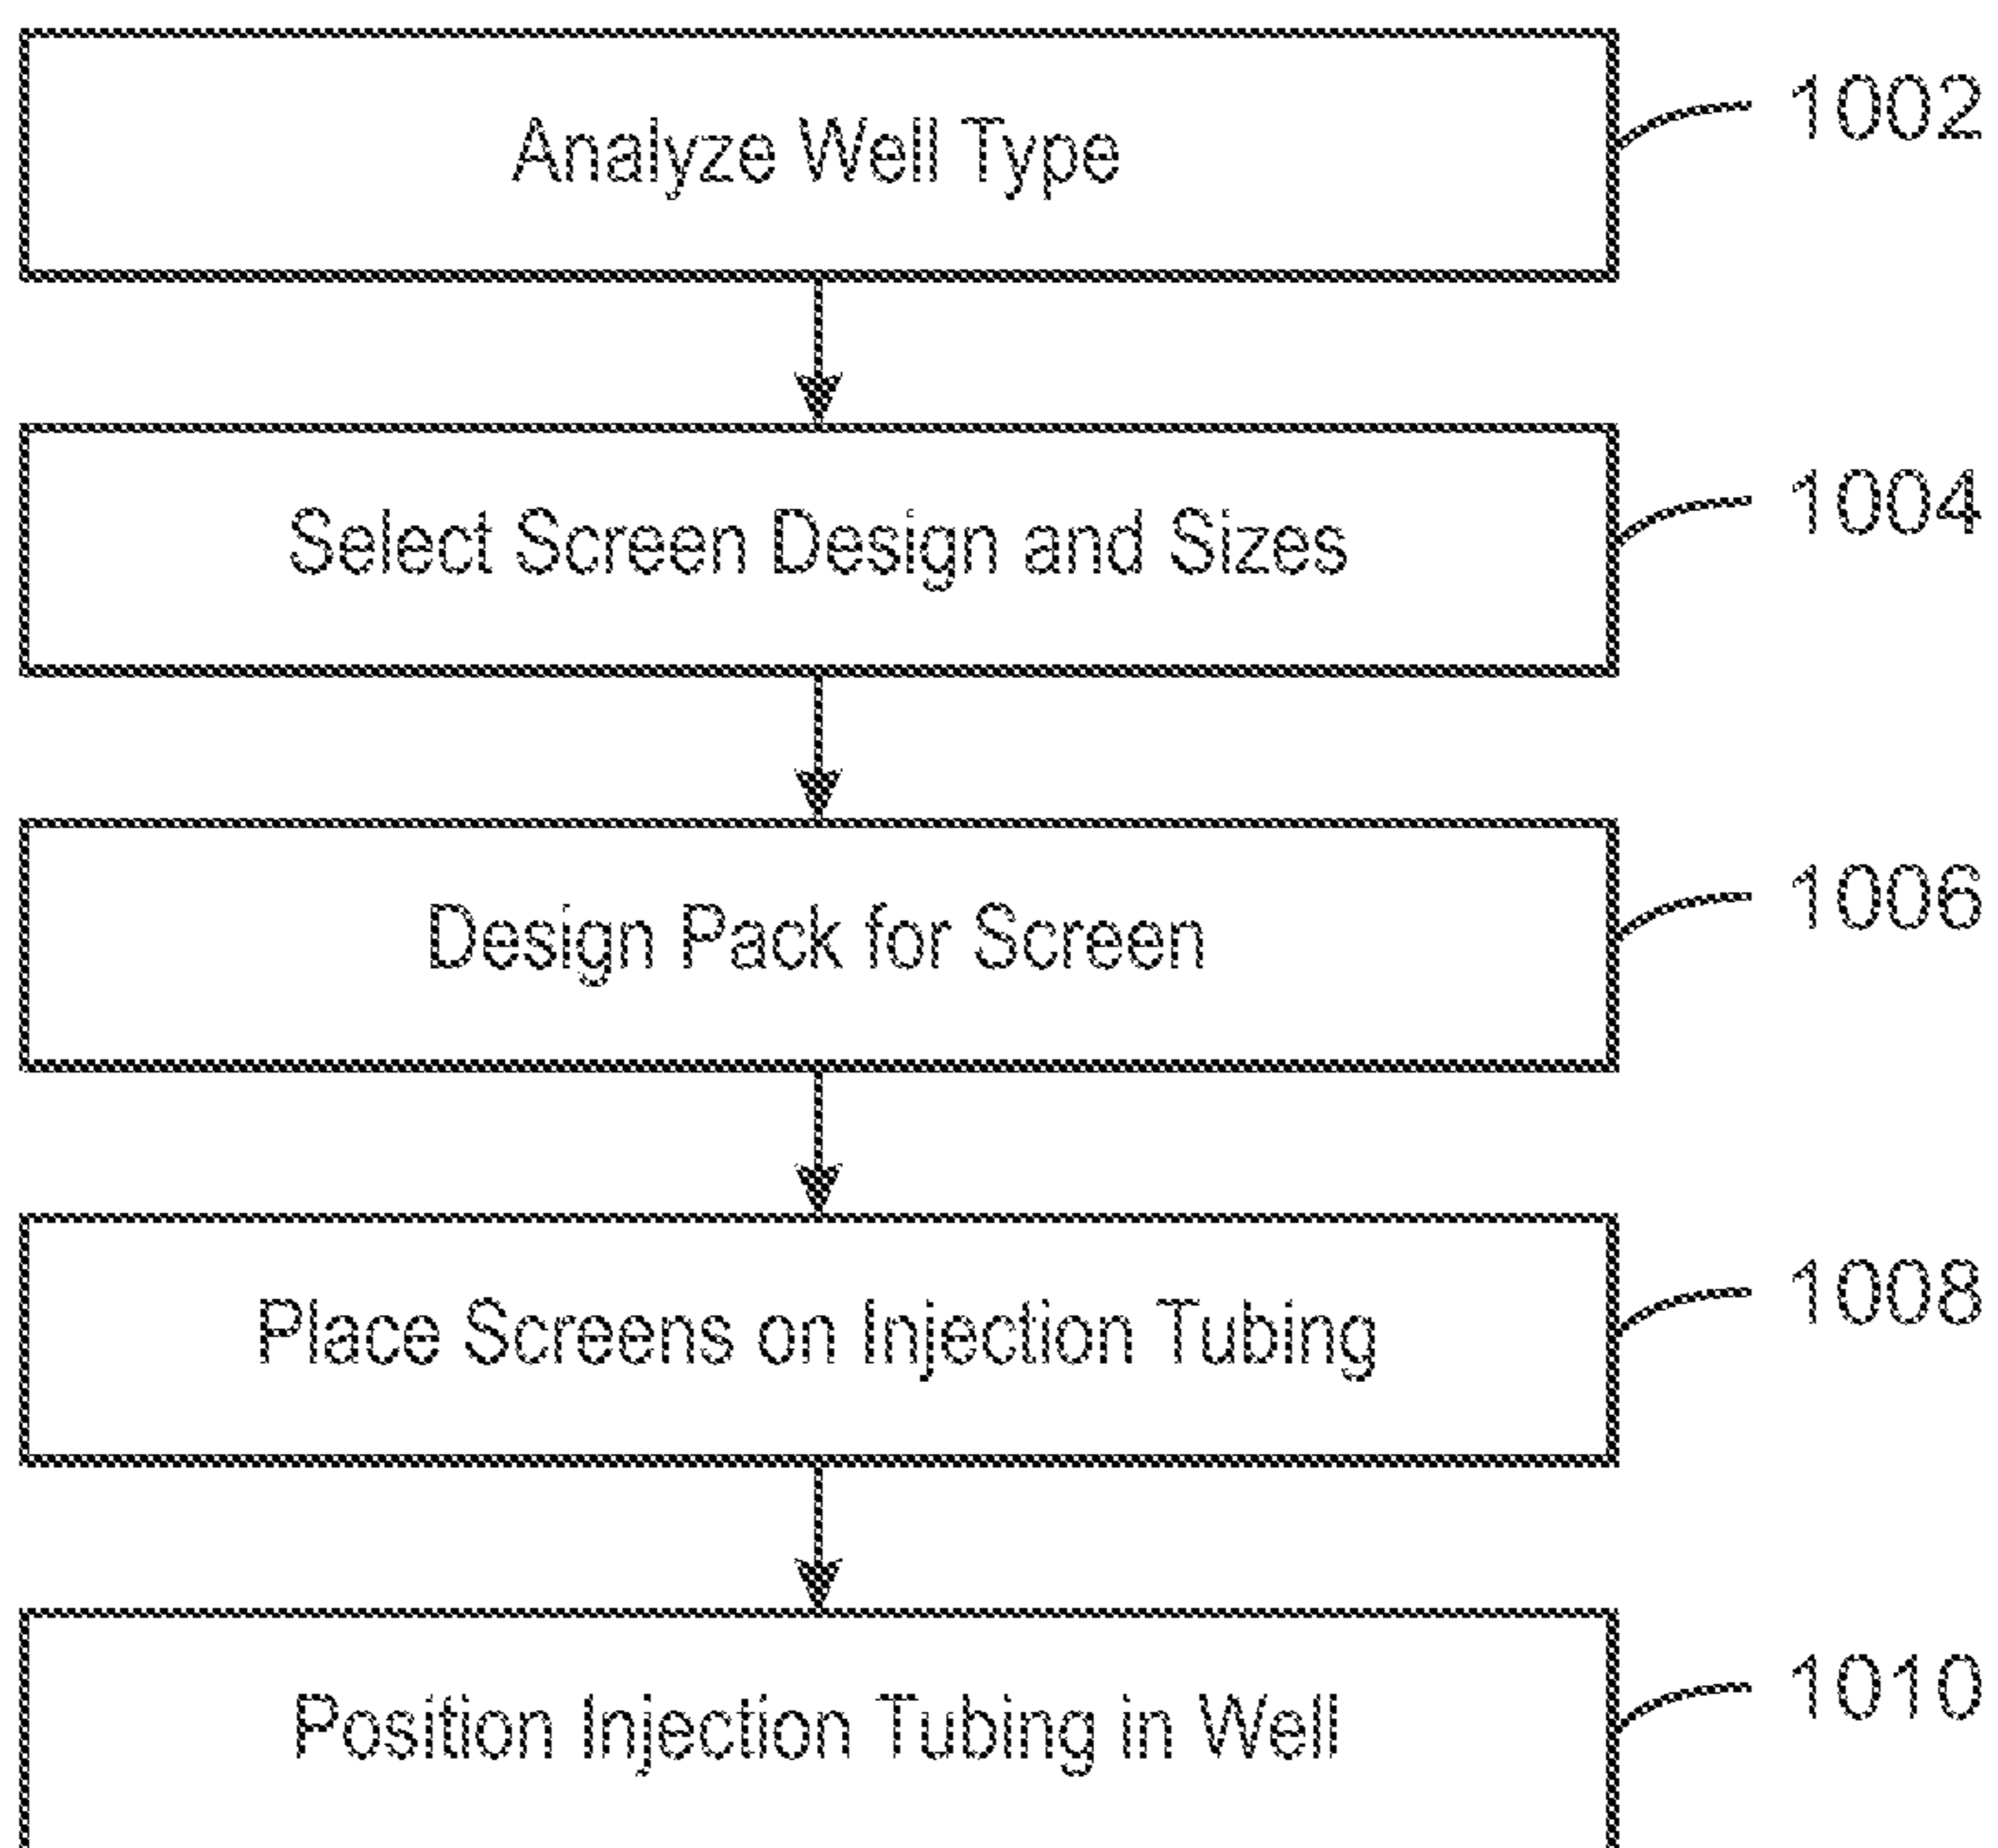 Analyze Well Type
1002
Select Screen Design and Sizes
1004
Design Pack for Screen
1006
Place Screens on Injection Tubing
1008
Position Injection Tubing in Well
1010